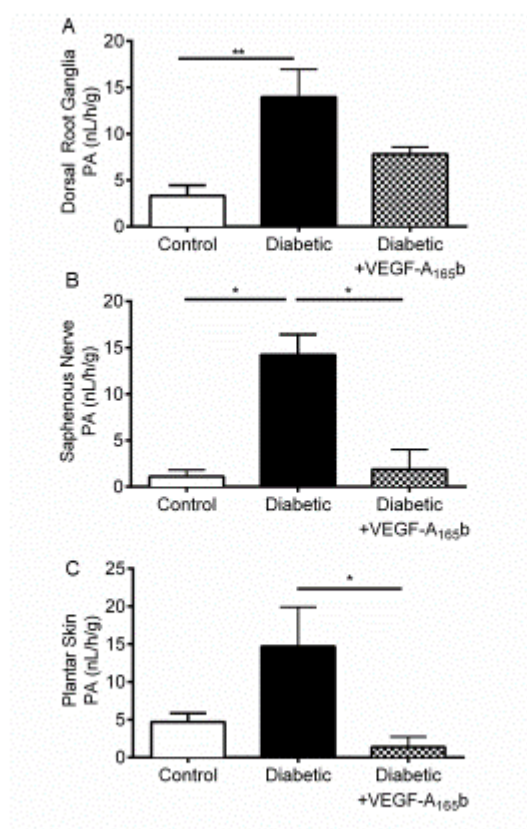 A
Dorsal Root Ganglia
PA (nL/h/g)
20
15
10
5
0
**
Control
Diabetic
Diabetic
+VEGF-A₁₆₅b
B
Saphenous Nerve
PA (nL/h/g)
20
15
10
5
0
*
*
Control
Diabetic
Diabetic
+VEGF-A₁₆₅b
C
Plantar Skin
PA (nL/h/g)
25
20
15
10
5
0
*
Control
Diabetic
Diabetic
+VEGF-A₁₆₅b